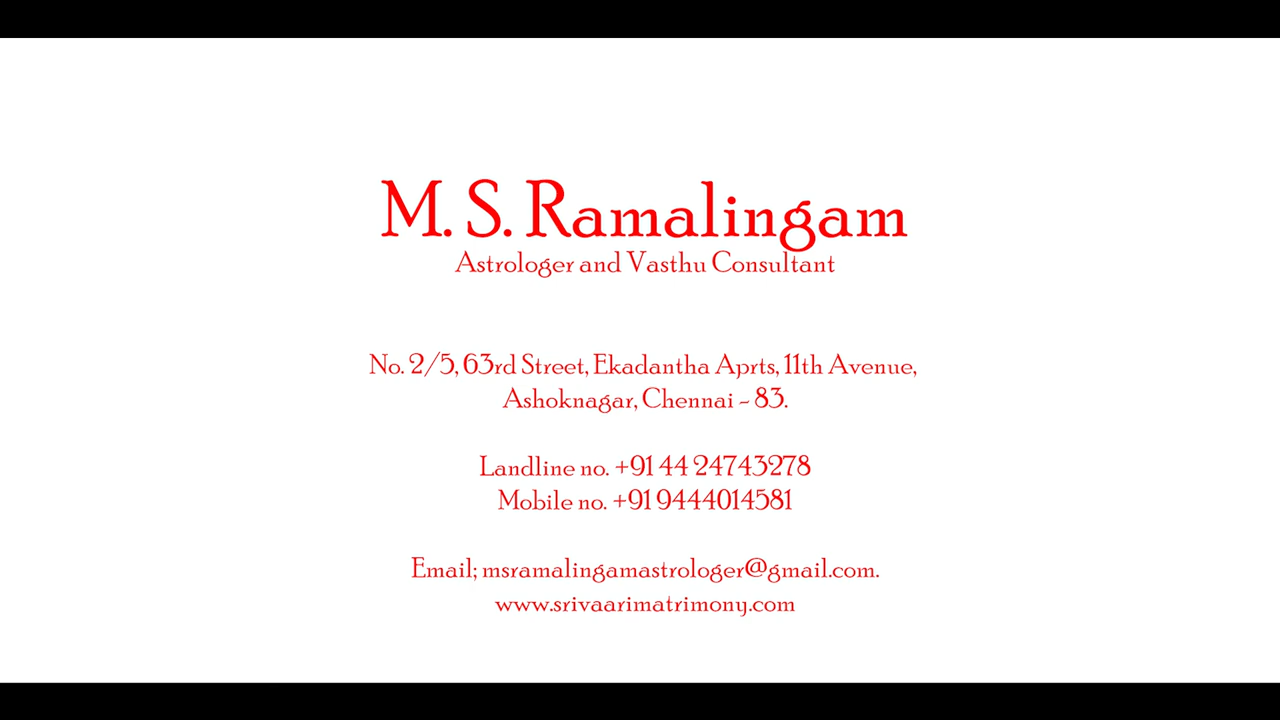 M. S. Ramalingam
Astrologer and Vasthu Consultant
No. 2/5, 63rd Street, Ekadantha Aprts, 11th Avenue,
Ashoknagar, Chennai - 83.
Landline no. +91 44 24743278
Mobile no. +91 9444014581
Email; msramalingamastrologer@gmail.com.
www.srivaarimatrimony.com